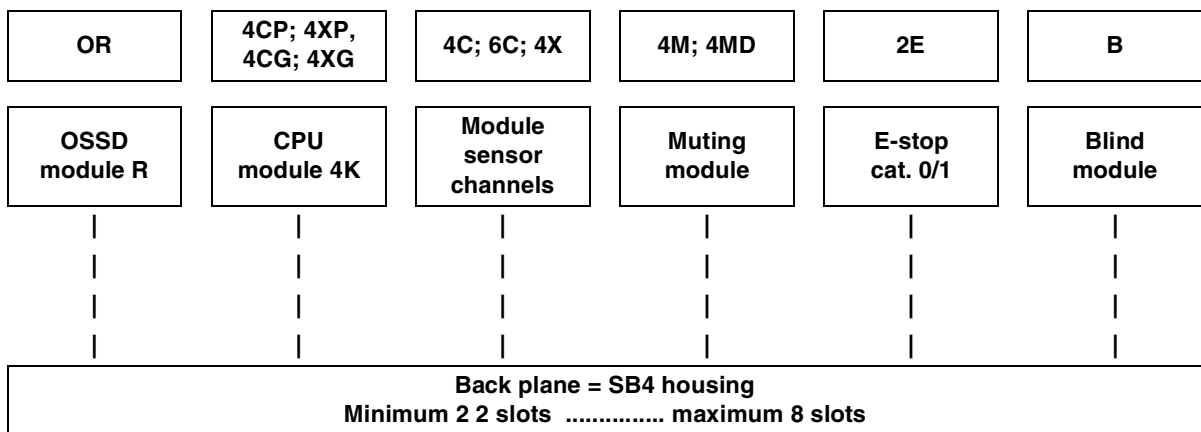 OR
4CP; 4XP,
4CG; 4XG
4C; 6C; 4X
4M; 4MD
2E
B
OSSD
module R
CPU
module 4K
Module
sensor
channels
Muting
module
E-stop
cat. 0/1
Blind
module
Back plane = SB4 housing
Minimum 2 2 slots ............... maximum 8 slots